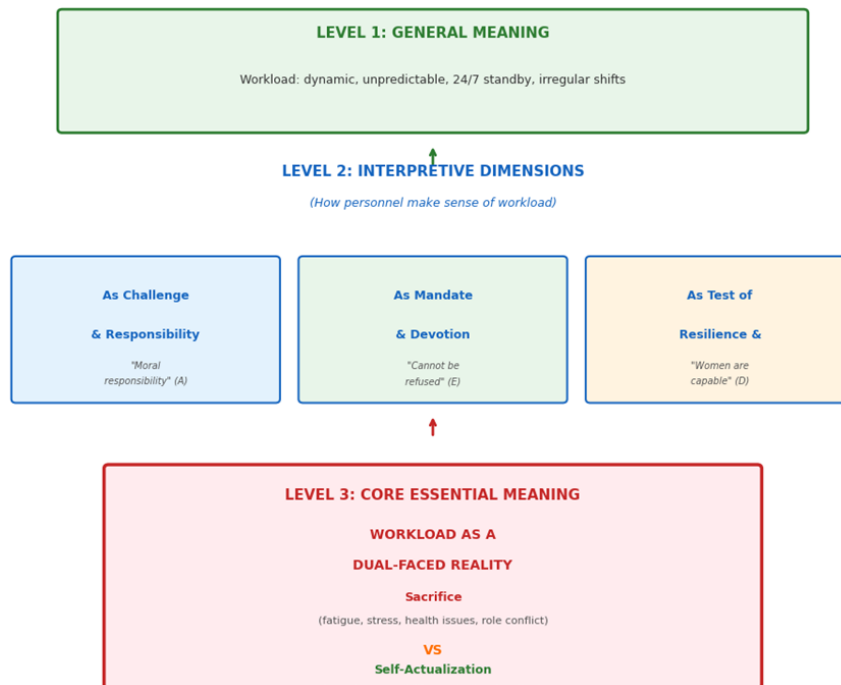 LEVEL 1: GENERAL MEANING
Workload: dynamic, unpredictable, 24/7 standby, irregular shifts
LEVEL 2: INTERPRETIVE DIMENSIONS
(How personnel make sense of workload)
As Challenge
& Responsibility
"Moral
responsibility" (A)
As Mandate
& Devotion
"Cannot be
refused" (E)
As Test of
Resilience &
"Women are
capable" (D)
LEVEL 3: CORE ESSENTIAL MEANING
WORKLOAD AS A
DUAL-FACED REALITY
Sacrifice
(fatigue, stress, health issues, role conflict)
VS
Self-Actualization